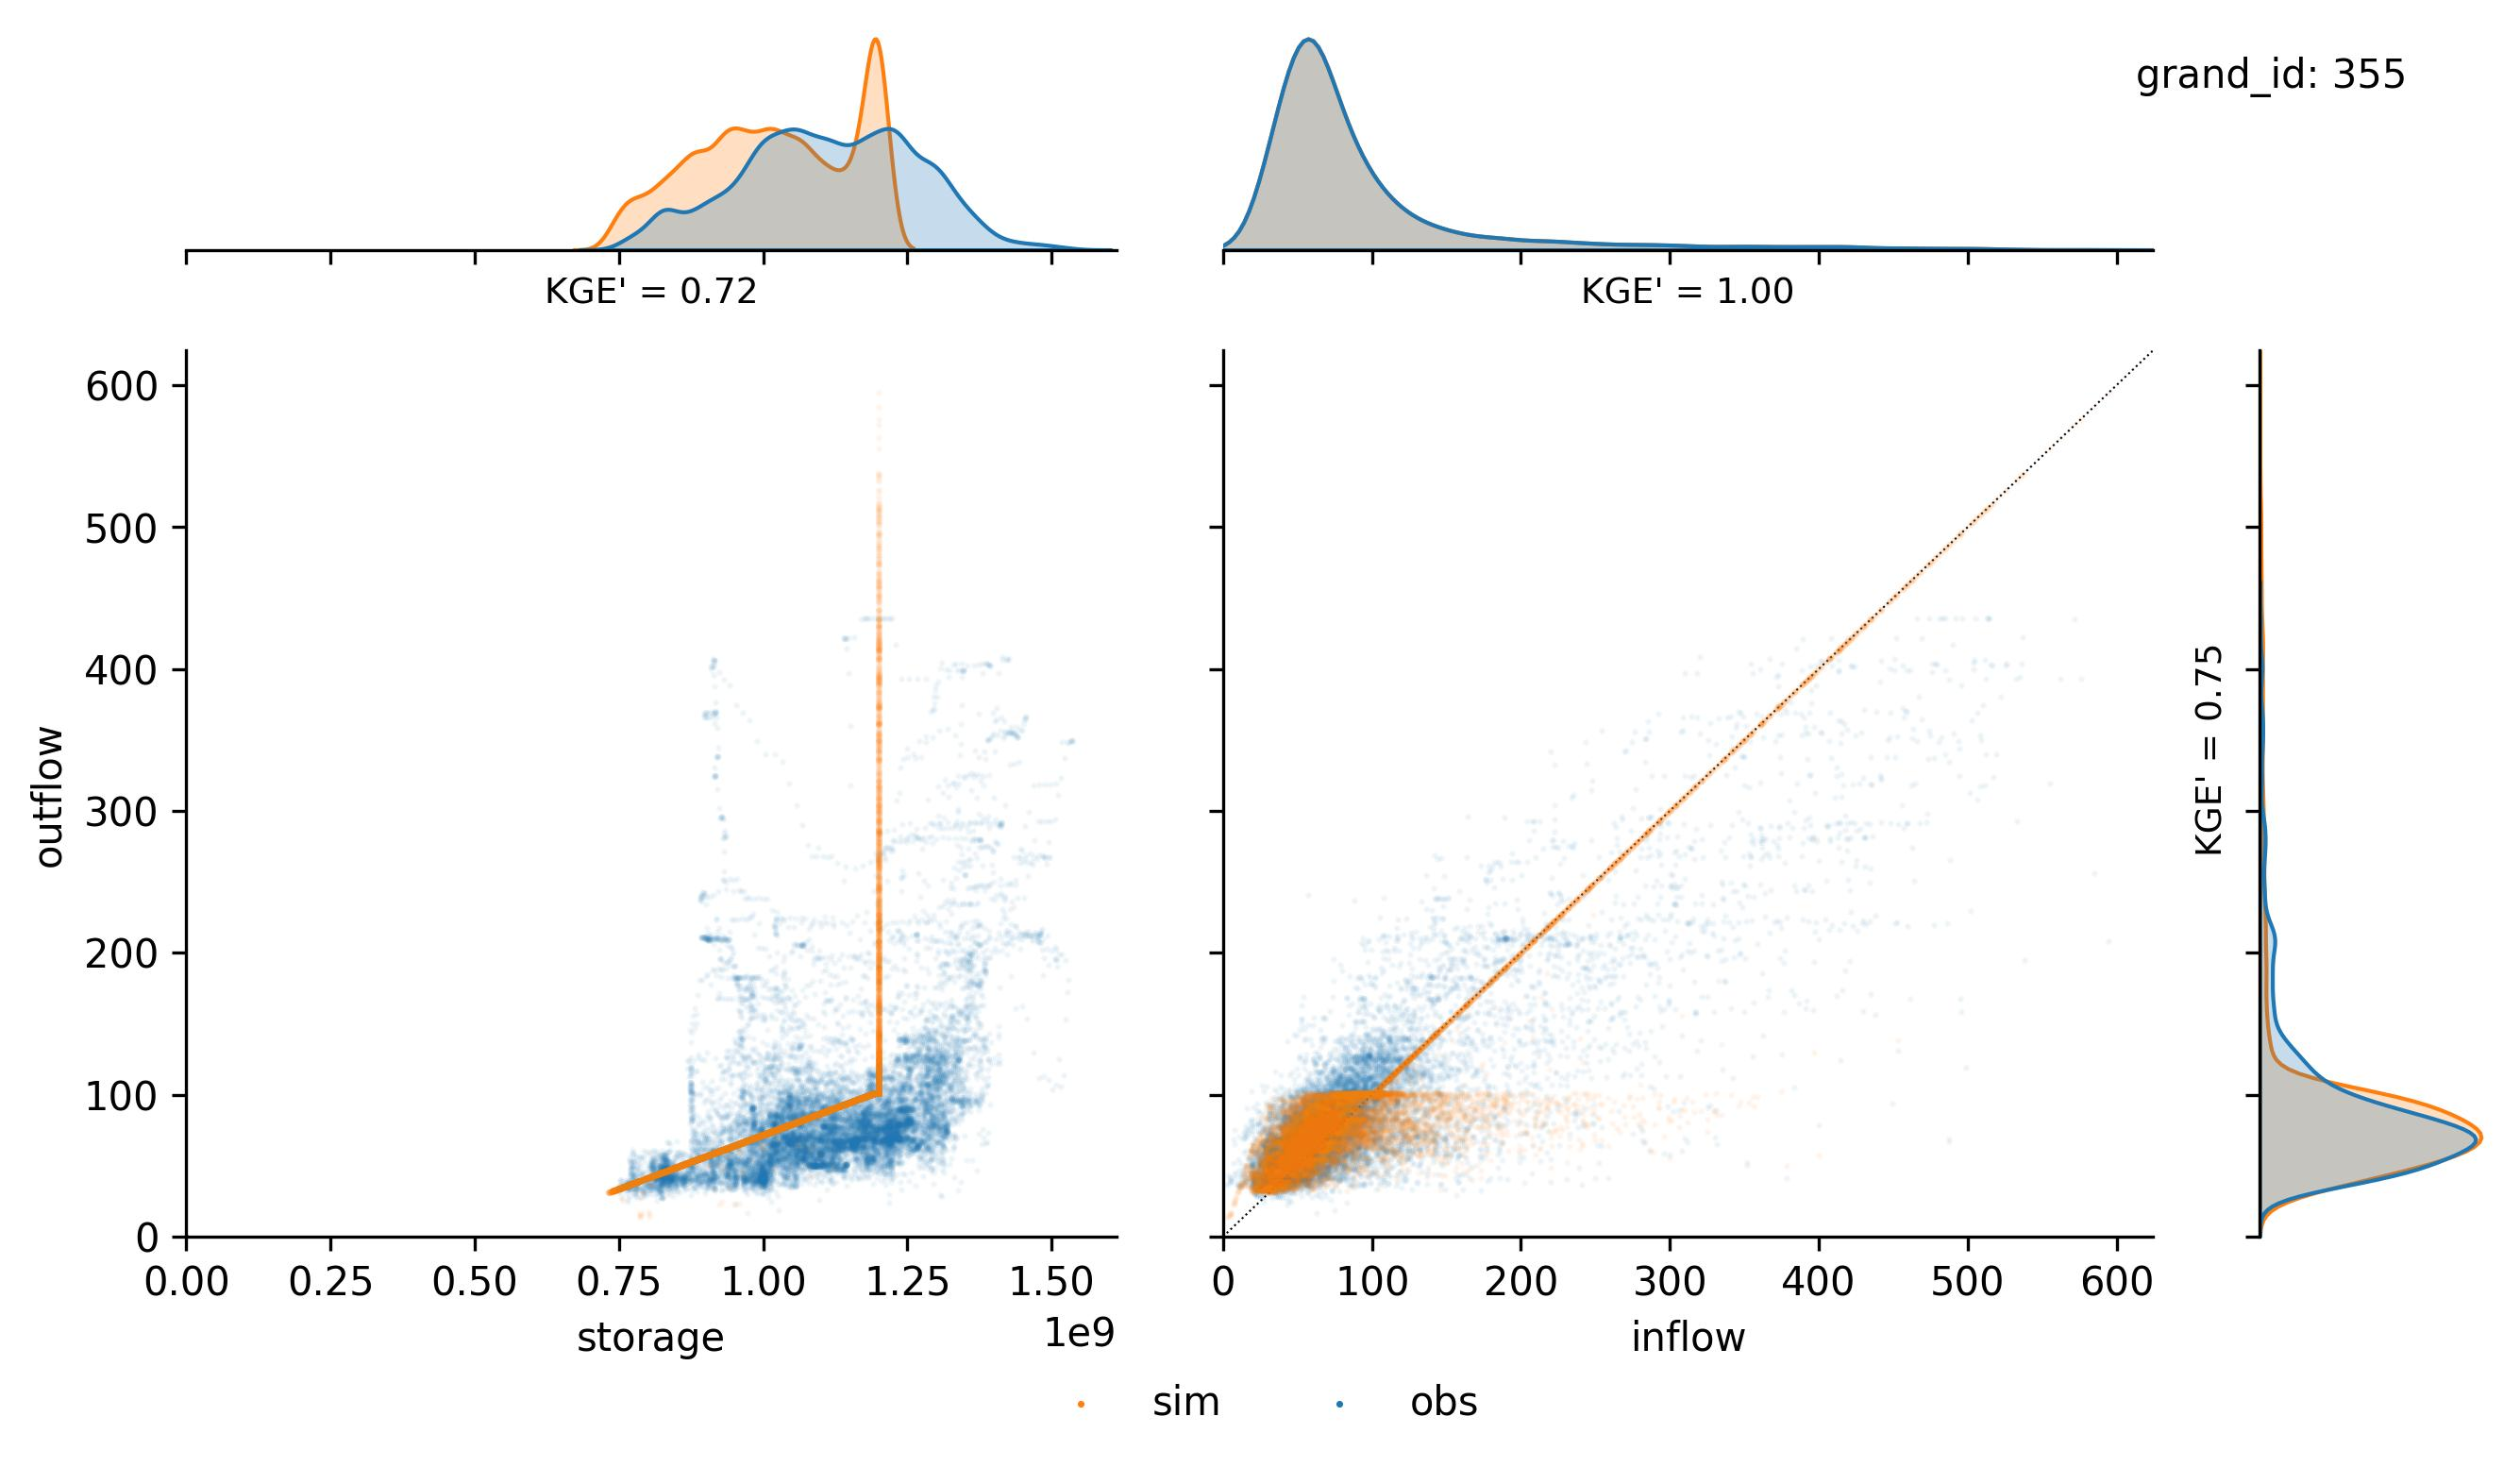 grand_id: 355
KGE' = 0.72
KGE' = 1.00
600
500
400
300
200
100
0
outflow
KGE' = 0.75
0.00 0.25 0.50 0.75 1.00 1.25 1.50
1e9
storage
0 100 200 300 400 500 600
inflow
sim obs